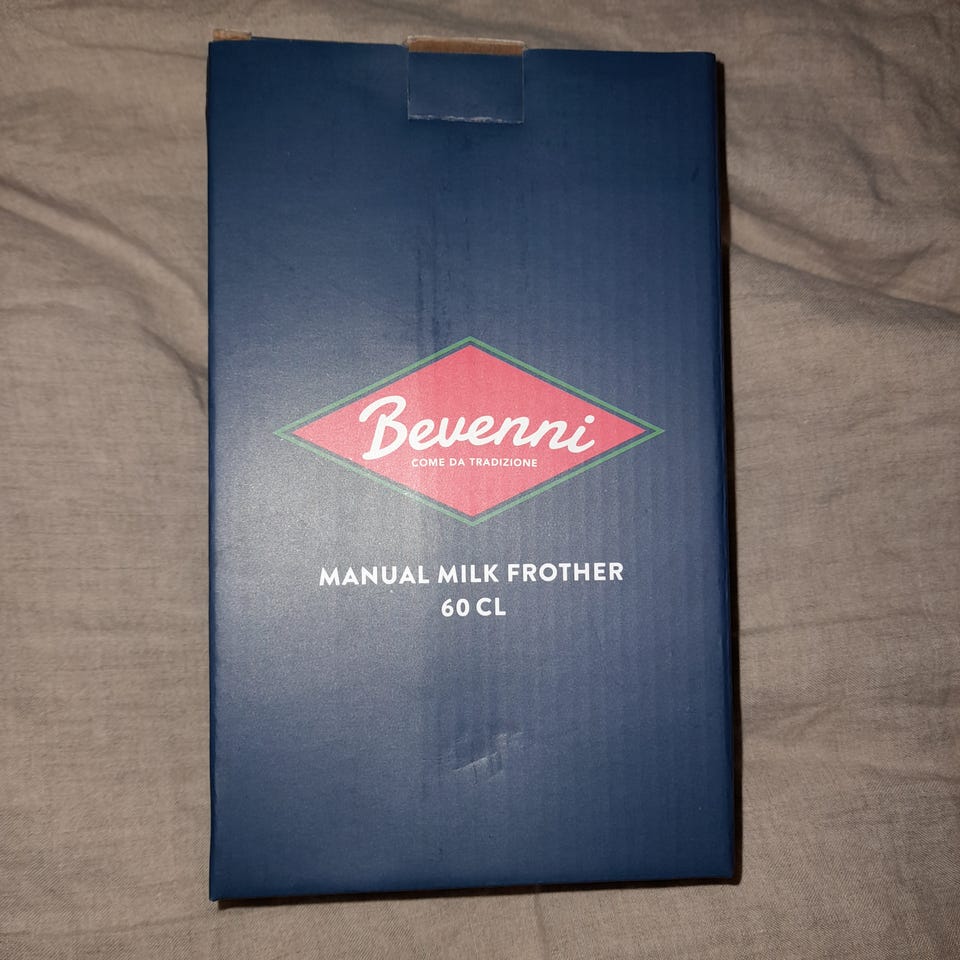 Bevenni
COME DA TRADIZIONE
MANUAL MILK FROTHER
60 CL